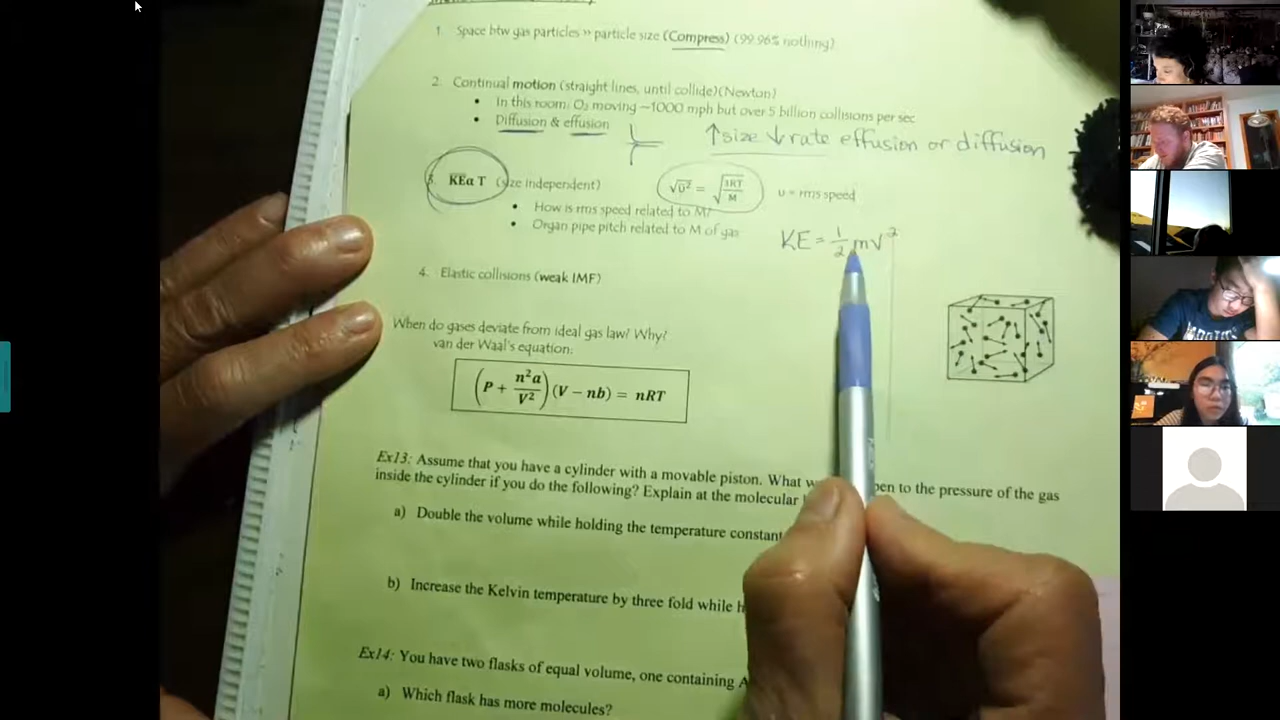 1. Space btw gas particles >> particle size (Compress) (99.96% nothing)
2. Continual motion (straight lines, until collide)(Newton)
• In this room: O₂ moving ~1000 mph but over 5 billion collisions per sec
• Diffusion & effusion ↑size ↓rate effusion or diffusion
3. KEα T (size independent) √U² = √3RT/M υ = rms speed
• How is rms speed related to M?
• Organ pipe pitch related to M of gas
KE = 1/2 mv²
4. Elastic collisions (weak IMF)
When do gases deviate from ideal gas law? Why?
van der Waal's equation:
(P + n²a/V²) (V − nb) = nRT
Ex13: Assume that you have a cylinder with a movable piston. What to the pressure of the gas
inside the cylinder if you do the following? Explain at the molecular
a) Double the volume while holding the temperature constant
b) Increase the Kelvin temperature by three fold while
Ex14: You have two flasks of equal volume, one containing
a) Which flask has more molecules?